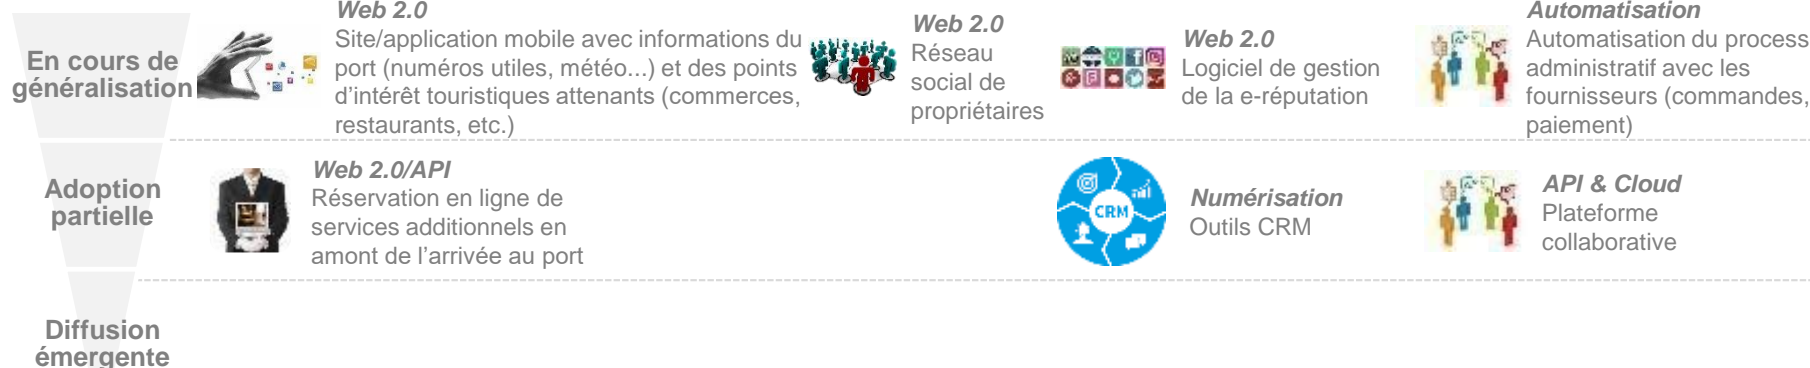 En cours de
généralisation
Web 2.0
Site/application mobile avec informations du
port (numéros utiles, météo...) et des points
d’intérêt touristiques attenants (commerces,
restaurants, etc.)
Web 2.0
Réseau
social de
propriétaires
Web 2.0
Logiciel de gestion
de la e-réputation
Automatisation
Automatisation du process
administratif avec les
fournisseurs (commandes,
paiement)
Adoption
partielle
Web 2.0/API
Réservation en ligne de
services additionnels en
amont de l’arrivée au port
CRM
Numérisation
Outils CRM
API & Cloud
Plateforme
collaborative
Diffusion
émergente